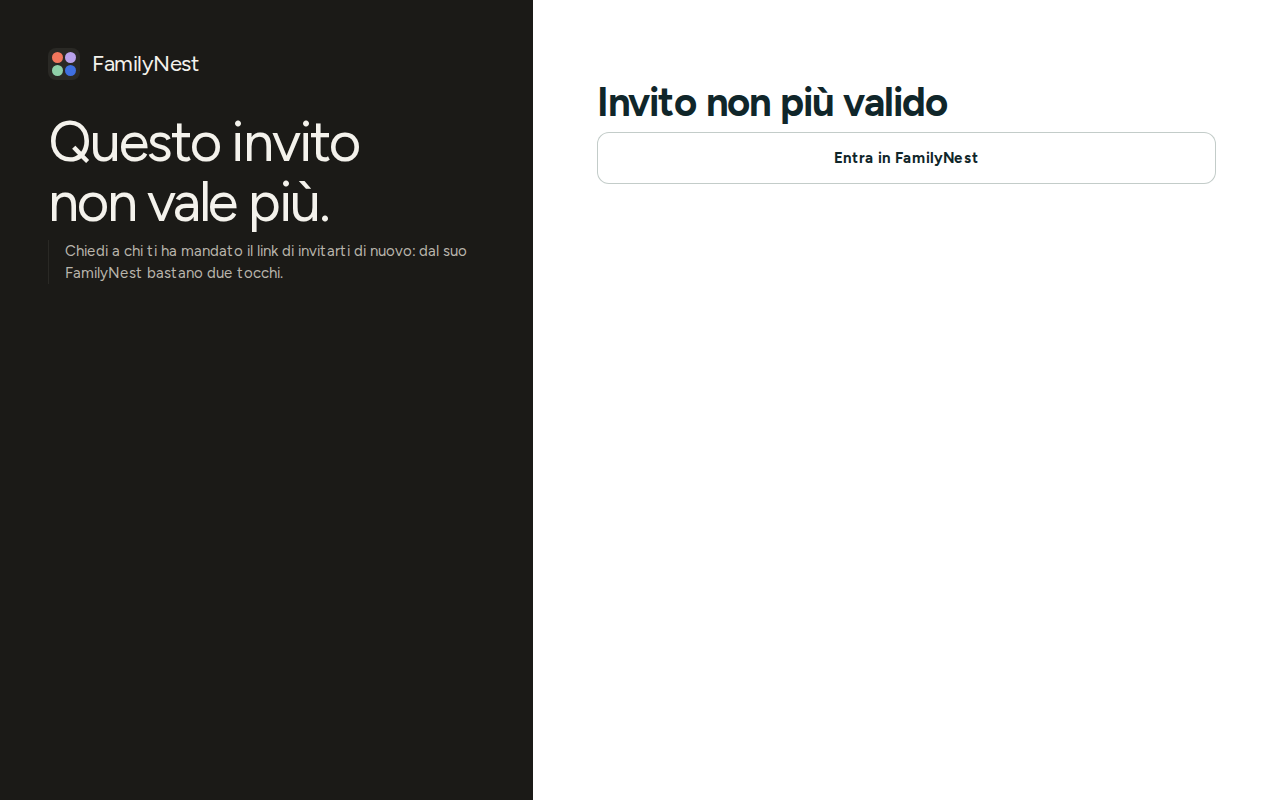 FamilyNest
Questo invito
non vale più.
Chiedi a chi ti ha mandato il link di invitarti di nuovo: dal suo
FamilyNest bastano due tocchi.
Invito non più valido
Entra in FamilyNest